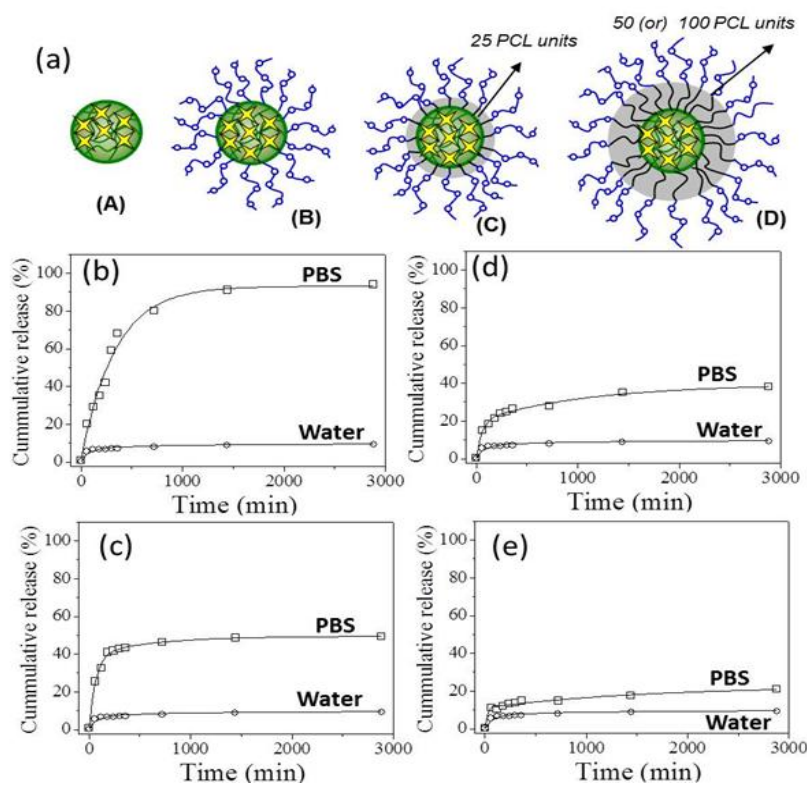 (a)
25 PCL units
50 (or) 100 PCL units
(A)
(B)
(C)
(D)
(b)
PBS
Water
Cummulative release (%)
100
80
60
40
20
0
0 1000 2000 3000
Time (min)
(d)
PBS
Water
Cummulative release (%)
100
80
60
40
20
0
0 1000 2000 3000
Time (min)
(c)
PBS
Water
Cummulative release (%)
100
80
60
40
20
0
0 1000 2000 3000
Time (min)
(e)
PBS
Water
Cummulative release (%)
100
80
60
40
20
0
0 1000 2000 3000
Time (min)